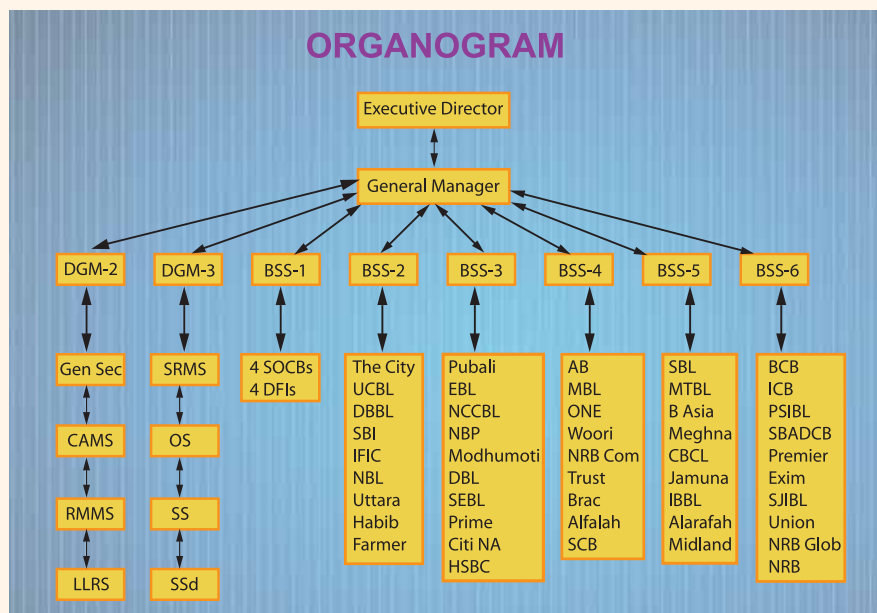 ORGANOGRAM
Executive Director
General Manager
DGM-2
DGM-3
BSS-1
BSS-2
BSS-3
BSS-4
BSS-5
BSS-6
Gen Sec
CAMS
RMMS
LLRS
SRMS
OS
SS
SSd
4 SOCBs
4 DFIs
The City
UCBL
DBBL
SBI
IFIC
NBL
Uttara
Habib
Farmer
Pubali
EBL
NCCBL
NBP
Modhumoti
DBL
SEBL
Prime
Citi NA
HSBC
AB
MBL
ONE
Woori
NRB Com
Trust
Brac
Alfalah
SCB
SBL
MTBL
B Asia
Meghna
CBCL
Jamuna
IBBL
Alarafah
Midland
BCB
ICB
PSIBL
SBADCB
Premier
Exim
SJIBL
Union
NRB Glob
NRB